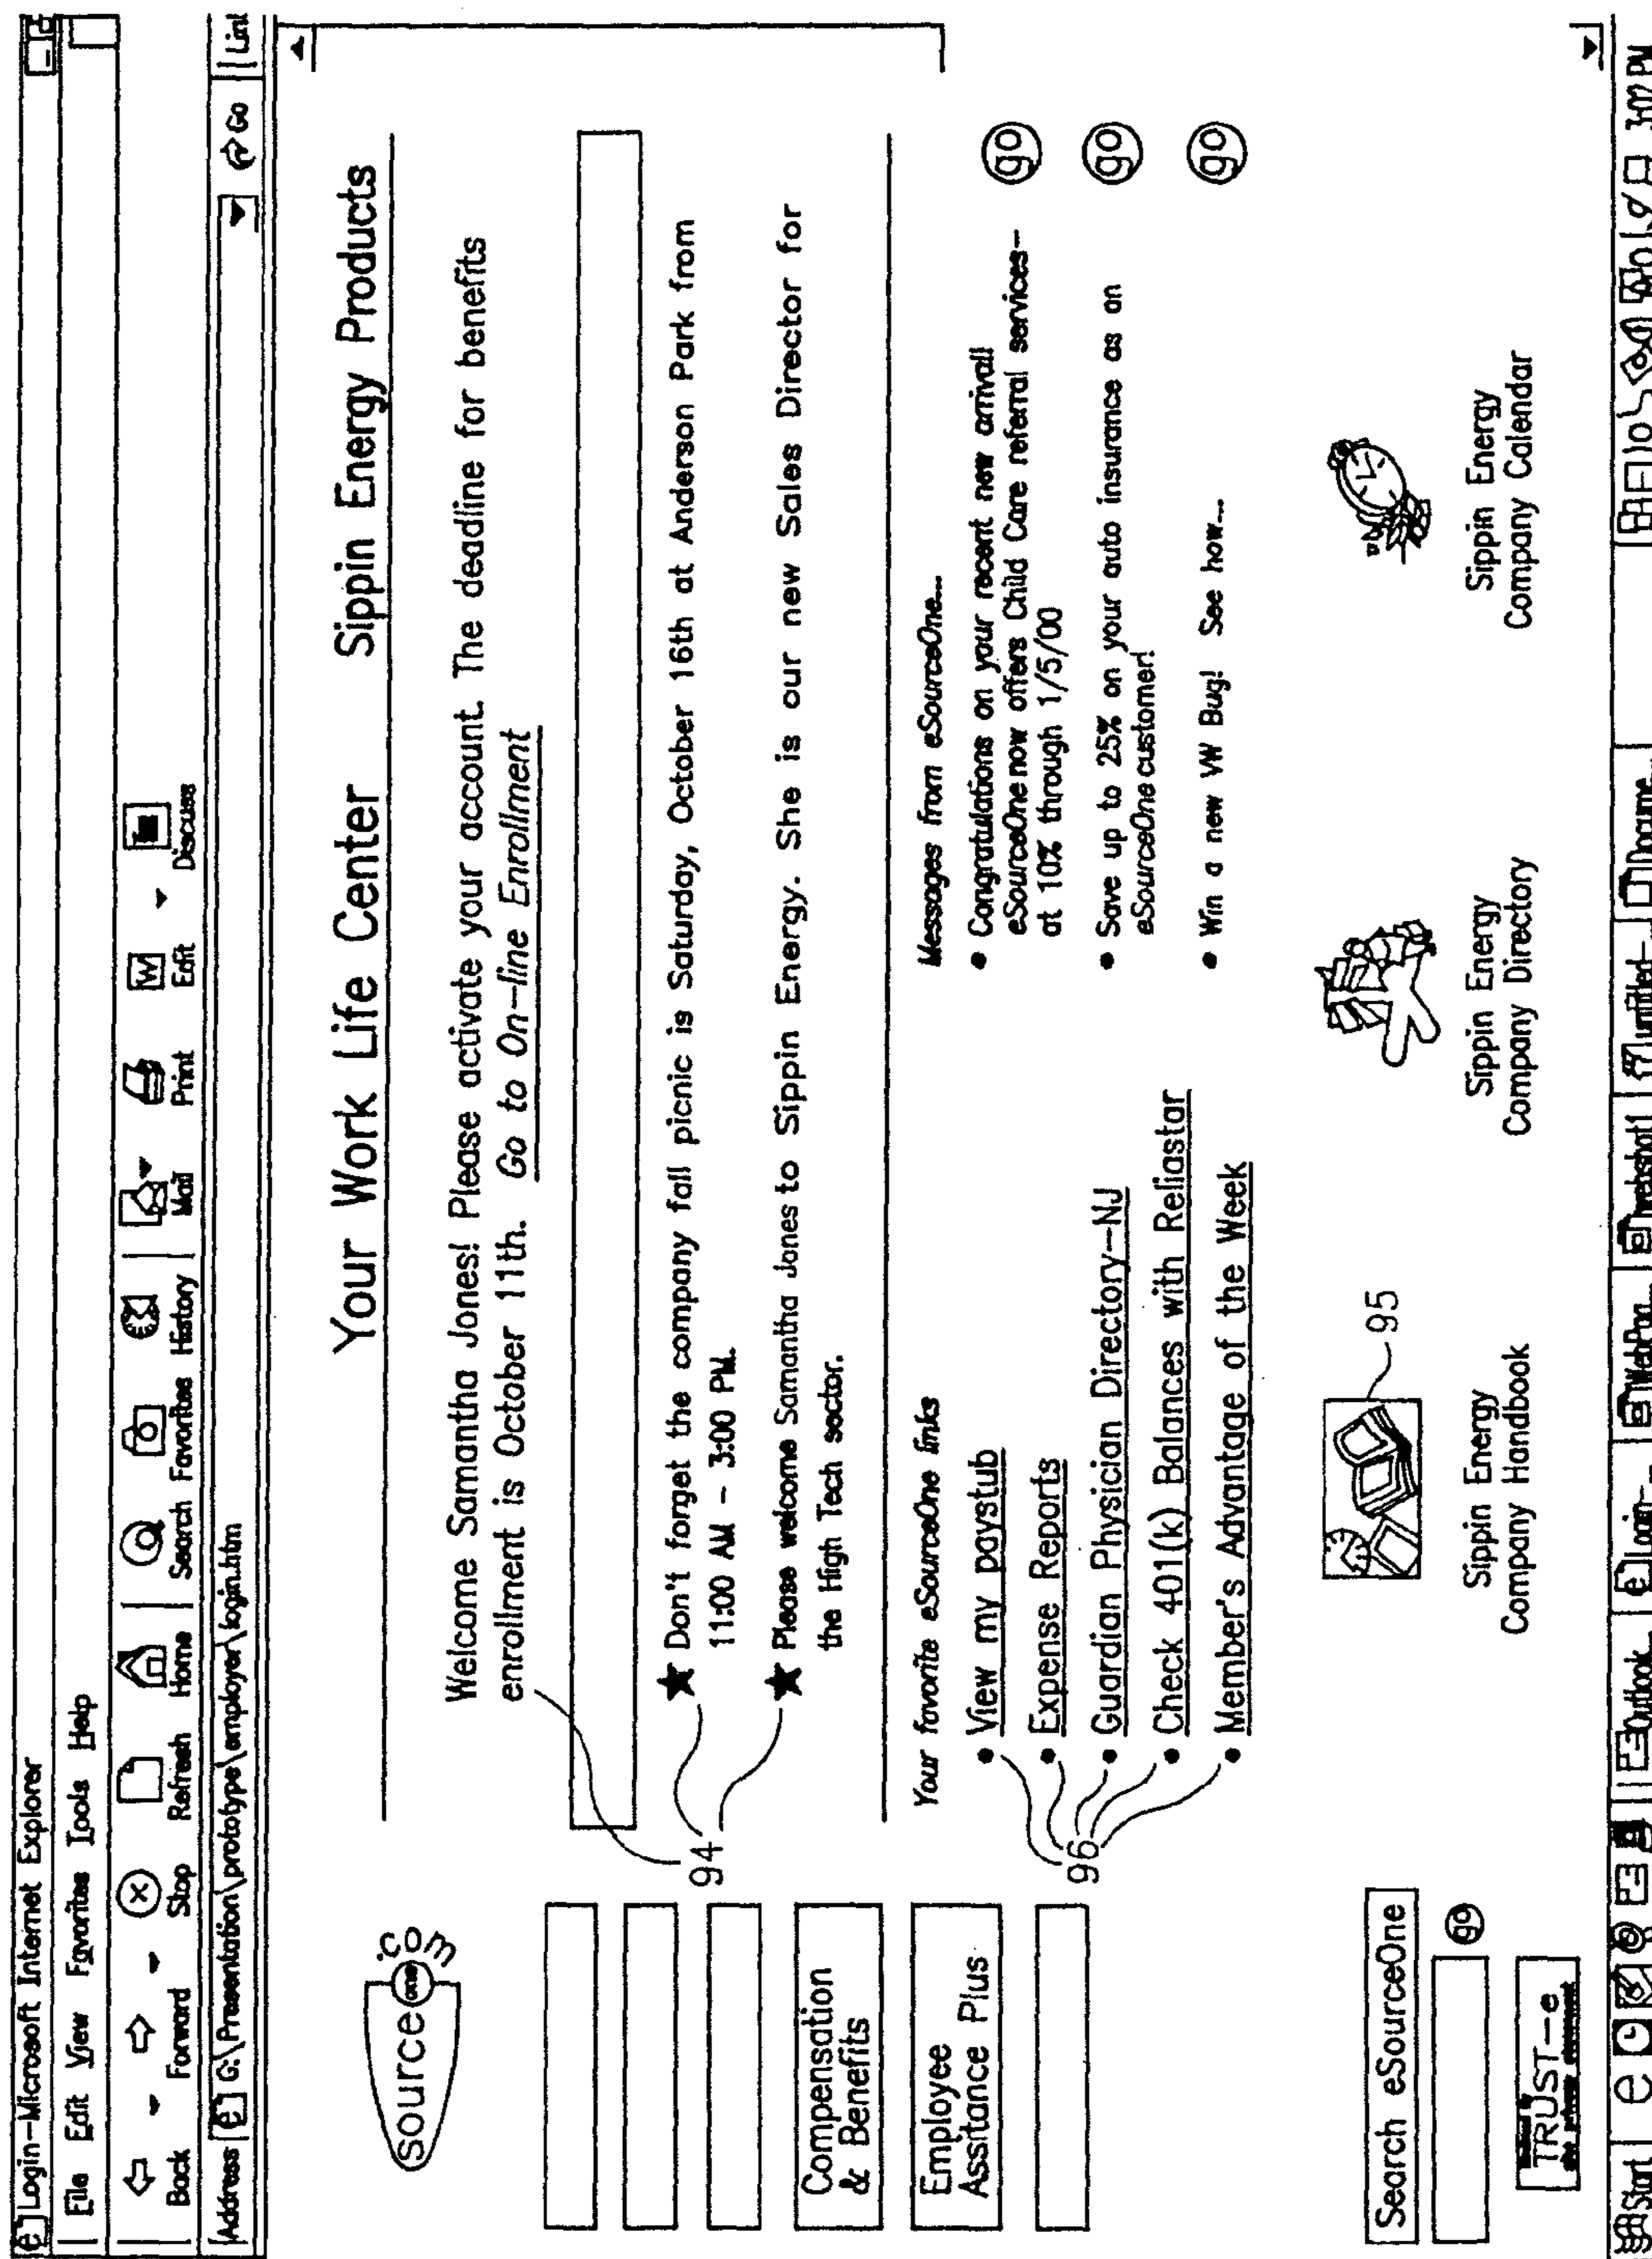 Login-Microsoft Internet Explorer
File Edit View Favorites Tools Help
Back Forward Stop Refresh Home Search Favorites History Mail Print Edit Discuss
Address G:\Presentation\prototype\employer\login.htm Go
source one .com
Your Work Life Center Sippin Energy Products
Welcome Samantha Jones! Please activate your account. The deadline for benefits
enrollment is October 11th. Go to On-line Enrollment
94
★ Don't forget the company fall picnic is Saturday, October 16th at Anderson Park from
11:00 AM - 3:00 PM.
★ Please welcome Samantha Jones to Sippin Energy. She is our new Sales Director for
the High Tech sector.
Compensation
& Benefits
Employee
Assitance Plus
Your favorite eSourceOne links
• View my paystub
• Expense Reports
• Guardian Physician Directory-NJ
• Check 401(k) Balances with Reliastar
• Member's Advantage of the Week
96
Messages from eSourceOne...
• Congratulations on your recent new arrival!
eSourceOne now offers Child Care referral services-
at 10% through 1/5/00
go
• Save up to 25% on your auto insurance as an
eSourceOne customer!
go
• Win a new VW Bug! See how...
go
95
Sippin Energy
Company Handbook
Sippin Energy
Company Directory
Sippin Energy
Company Calendar
Search eSourceOne
go
TRUST-e
Start Outlook Login- webshot1 untitled- Docume...
PM